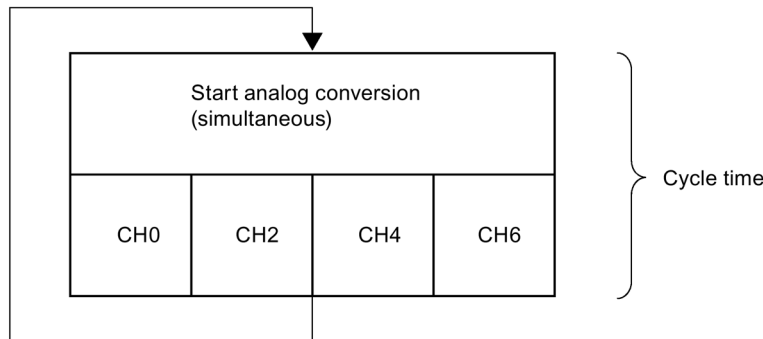 Start analog conversion
(simultaneous)
Cycle time
CH0 CH2 CH4 CH6